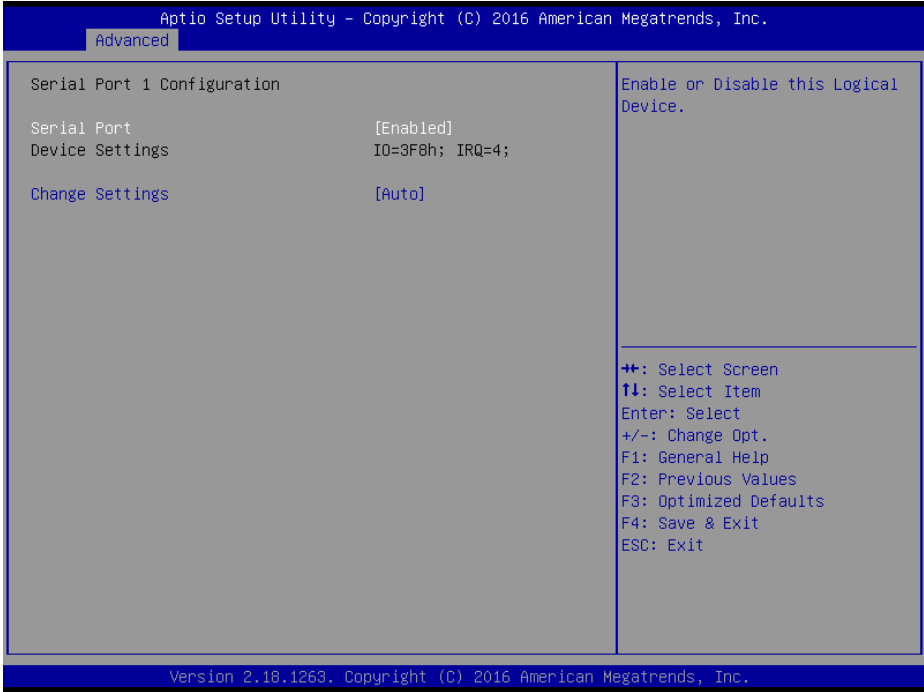 Aptio Setup Utility – Copyright (C) 2016 American Megatrends, Inc.
Advanced
Serial Port 1 Configuration
Serial Port [Enabled]
Device Settings IO=3F8h; IRQ=4;
Change Settings [Auto]
Enable or Disable this Logical
Device.
→←: Select Screen
↑↓: Select Item
Enter: Select
+/-: Change Opt.
F1: General Help
F2: Previous Values
F3: Optimized Defaults
F4: Save & Exit
ESC: Exit
Version 2.18.1263. Copyright (C) 2016 American Megatrends, Inc.